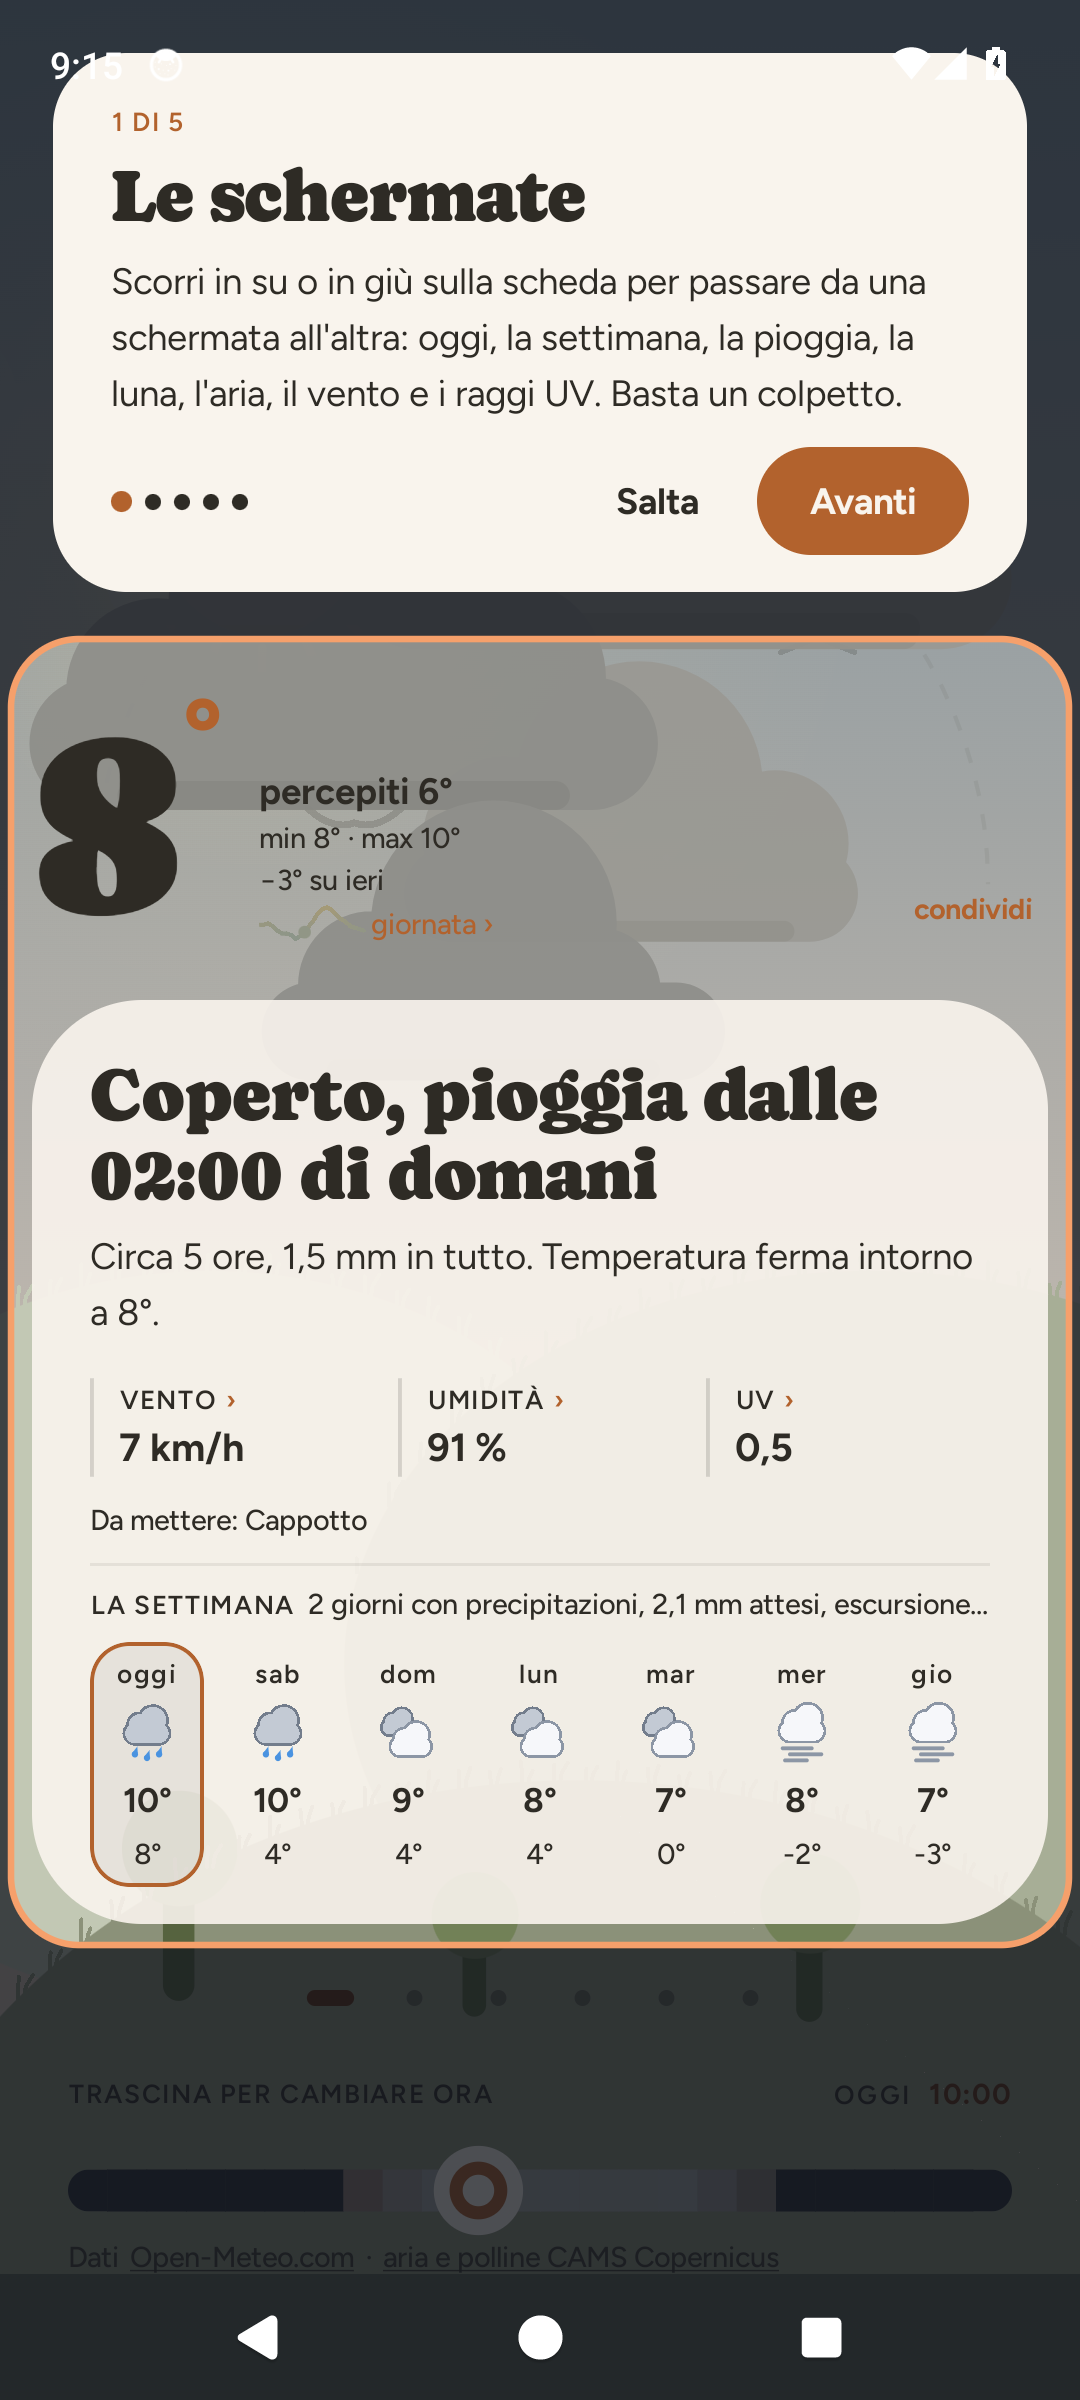 9:15
1 DI 5
Le schermate
Scorri in su o in giù sulla scheda per passare da una
schermata all'altra: oggi, la settimana, la pioggia, la
luna, l'aria, il vento e i raggi UV. Basta un colpetto.
Salta
Avanti
8°
percepiti 6°
min 8° · max 10°
−3° su ieri
giornata ›
condividi
Coperto, pioggia dalle
02:00 di domani
Circa 5 ore, 1,5 mm in tutto. Temperatura ferma intorno
a 8°.
VENTO › UMIDITÀ › UV ›
7 km/h 91 % 0,5
Da mettere: Cappotto
LA SETTIMANA 2 giorni con precipitazioni, 2,1 mm attesi, escursione...
oggi sab dom lun mar mer gio
10° 10° 9° 8° 7° 8° 7°
8° 4° 4° 4° 0° -2° -3°
TRASCINA PER CAMBIARE ORA OGGI 10:00
Dati Open-Meteo.com · aria e polline CAMS Copernicus